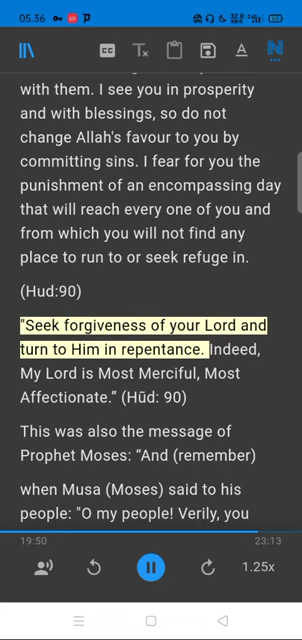 05.36
with them. I see you in prosperity
and with blessings, so do not
change Allah's favour to you by
committing sins. I fear for you the
punishment of an encompassing day
that will reach every one of you and
from which you will not find any
place to run to or seek refuge in.
(Hud:90)
"Seek forgiveness of your Lord and
turn to Him in repentance. Indeed,
My Lord is Most Merciful, Most
Affectionate.” (Hūd: 90)
This was also the message of
Prophet Moses: “And (remember)
when Musa (Moses) said to his
people: "O my people! Verily, you
19:50
23:13
1.25x